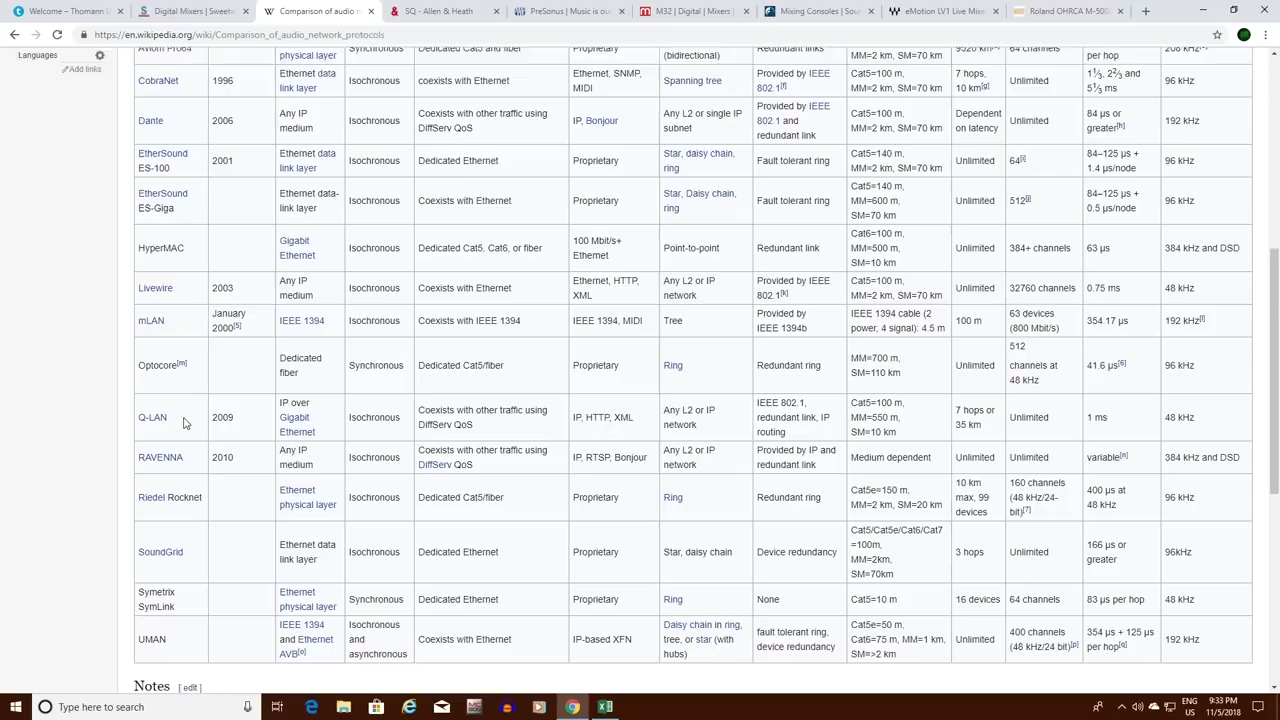 Welcome – Thomann M
Digital Mixers | Sweetw
Comparison of audio n
SQ - Allen & Heath
PreSonus | Music is our
M32 | Digital | Mixers |
Mixing Consoles | Sou
eMotion LV1 Live Mixe
Roland OHRCA M-500
https://en.wikipedia.org/wiki/Comparison_of_audio_network_protocols
Languages
Add links
Aviom Pro64 physical layer Synchronous Dedicated Cat5 and fiber Proprietary (bidirectional) Redundant links MM=2 km, SM=70 km 64 channels per hop
CobraNet 1996 Ethernet data link layer Isochronous coexists with Ethernet Ethernet, SNMP, MIDI Spanning tree Provided by IEEE 802.1[f] Cat5=100 m, MM=2 km, SM=70 km 7 hops, 10 km[g] Unlimited 1⅓, 2⅔ and 5⅓ ms 96 kHz
Dante 2006 Any IP medium Isochronous Coexists with other traffic using DiffServ QoS IP, Bonjour Any L2 or single IP subnet Provided by IEEE 802.1 and redundant link Cat5=100 m, MM=2 km, SM=70 km Dependent on latency Unlimited 84 µs or greater[h] 192 kHz
EtherSound ES-100 2001 Ethernet data link layer Isochronous Dedicated Ethernet Proprietary Star, daisy chain, ring Fault tolerant ring Cat5=140 m, MM=2 km, SM=70 km Unlimited 64[i] 84–125 µs + 1.4 µs/node 96 kHz
EtherSound ES-Giga Ethernet data-link layer Isochronous Coexists with Ethernet Proprietary Star, Daisy chain, ring Fault tolerant ring Cat5=140 m, MM=600 m, SM=70 km Unlimited 512[j] 84–125 µs + 0.5 µs/node 96 kHz
HyperMAC Gigabit Ethernet Isochronous Dedicated Cat5, Cat6, or fiber 100 Mbit/s+ Ethernet Point-to-point Redundant link Cat6=100 m, MM=500 m, SM=10 km Unlimited 384+ channels 63 µs 384 kHz and DSD
Livewire 2003 Any IP medium Isochronous Coexists with Ethernet Ethernet, HTTP, XML Any L2 or IP network Provided by IEEE 802.1[k] Cat5=100 m, MM=2 km, SM=70 km Unlimited 32760 channels 0.75 ms 48 kHz
mLAN January 2000[5] IEEE 1394 Isochronous Coexists with IEEE 1394 IEEE 1394, MIDI Tree Provided by IEEE 1394b IEEE 1394 cable (2 power, 4 signal): 4.5 m 100 m 63 devices (800 Mbit/s) 354.17 µs 192 kHz[l]
Optocore[m] Dedicated fiber Synchronous Dedicated Cat5/fiber Proprietary Ring Redundant ring MM=700 m, SM=110 km Unlimited 512 channels at 48 kHz 41.6 µs[6] 96 kHz
Q-LAN 2009 IP over Gigabit Ethernet Isochronous Coexists with other traffic using DiffServ QoS IP, HTTP, XML Any L2 or IP network IEEE 802.1, redundant link, IP routing Cat5=100 m, MM=550 m, SM=10 km 7 hops or 35 km Unlimited 1 ms 48 kHz
RAVENNA 2010 Any IP medium Isochronous Coexists with other traffic using DiffServ QoS IP, RTSP, Bonjour Any L2 or IP network Provided by IP and redundant link Medium dependent Unlimited Unlimited variable[n] 384 kHz and DSD
Riedel Rocknet Ethernet physical layer Isochronous Dedicated Cat5/fiber Proprietary Ring Redundant ring Cat5e=150 m, MM=2 km, SM=20 km 10 km max, 99 devices 160 channels (48 kHz/24-bit)[7] 400 µs at 48 kHz 96 kHz
SoundGrid Ethernet data link layer Isochronous Dedicated Ethernet Proprietary Star, daisy chain Device redundancy Cat5/Cat5e/Cat6/Cat7 =100m, MM=2km, SM=70km 3 hops Unlimited 166 µs or greater 96kHz
Symetrix SymLink Ethernet physical layer Synchronous Dedicated Ethernet Proprietary Ring None Cat5=10 m 16 devices 64 channels 83 µs per hop 48 kHz
UMAN IEEE 1394 and Ethernet AVB[o] Isochronous and asynchronous Coexists with Ethernet IP-based XFN Daisy chain in ring, tree, or star (with hubs) fault tolerant ring, device redundancy Cat5e=50 m, Cat6=75 m, MM=1 km, SM=>2 km Unlimited 400 channels (48 kHz/24 bit)[p] 354 µs + 125 µs per hop[q] 192 kHz
Notes [ edit ]
Type here to search
ENG
US
9:33 PM
11/5/2018